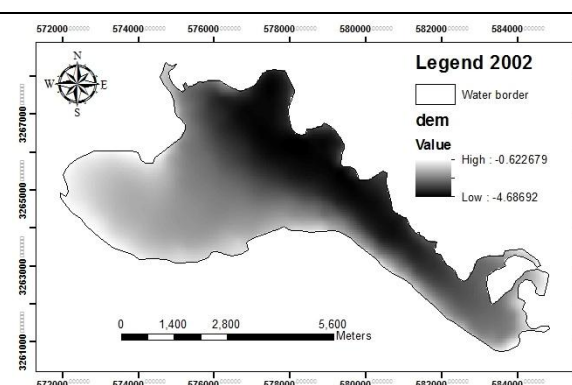 572000 574000 576000 578000 580000 582000 584000
N
W E
S
Legend 2002
Water border
dem
Value
High : -0.622679
Low : -4.68692
3267000
3265000
3263000
3261000
0 1,400 2,800 5,600
Meters
572000 574000 576000 578000 580000 582000 584000